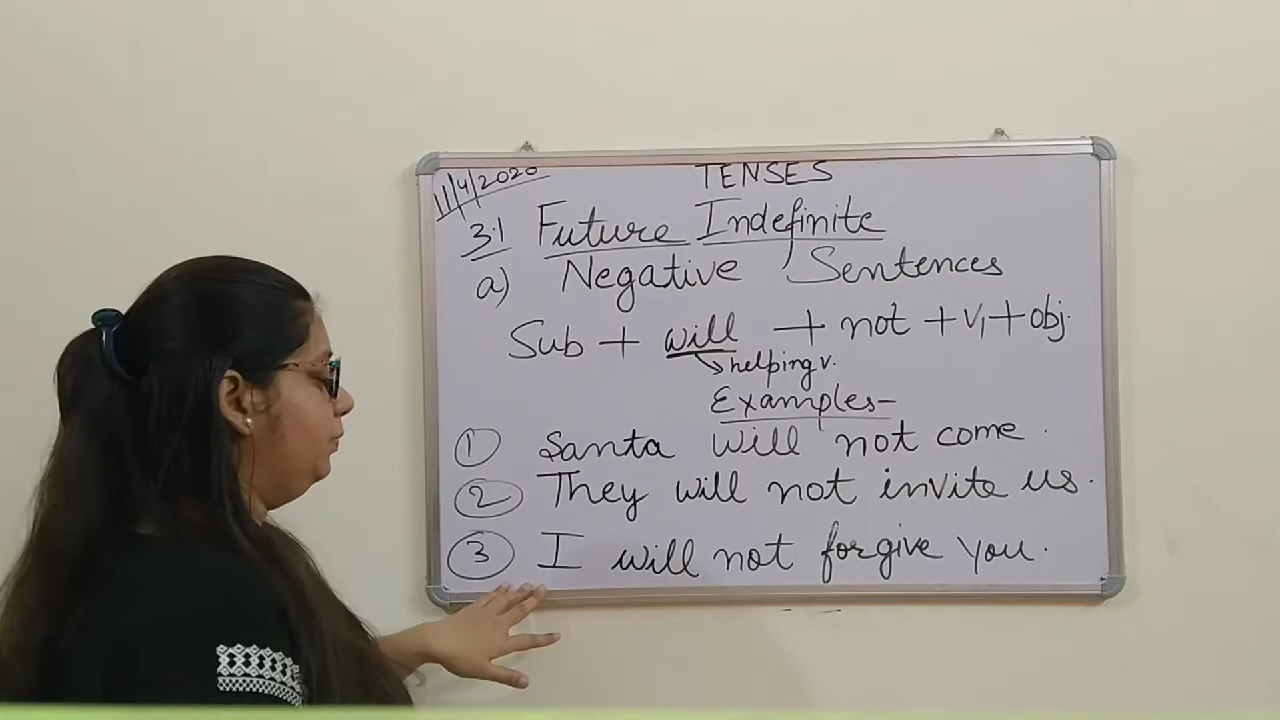 11/4/2020 TENSES
3.1 Future Indefinite
a) Negative Sentences
Sub + will + not + V1 + obj.
helping v.
Examples-
1 Santa will not come.
2 They will not invite us.
3 I will not forgive you.